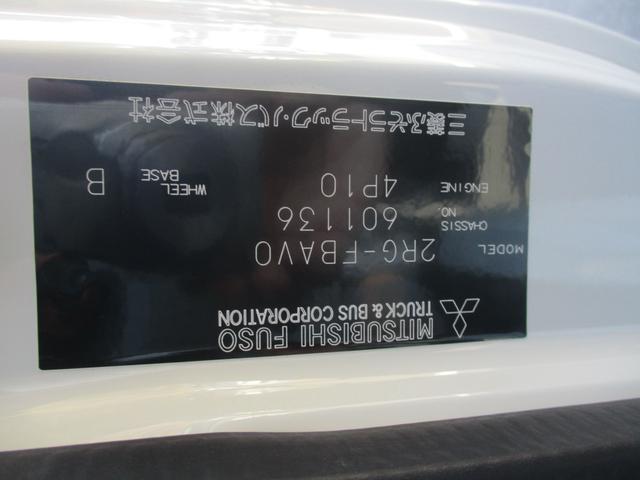 MITSUBISHI FUSO
TRUCK & BUS CORPORATION
MODEL 2RG-FBAV0
CHASSIS NO. 601136
ENGINE 4P10 WHEEL BASE B
三菱ふそうトラック・バス株式会社